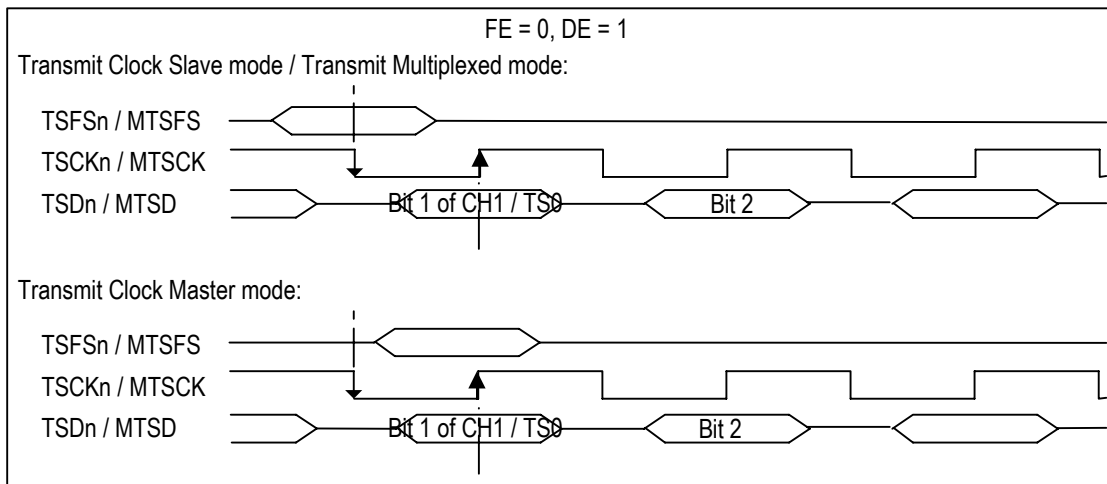 FE = 0, DE = 1
Transmit Clock Slave mode / Transmit Multiplexed mode:
TSFSn / MTSFS
TSCKn / MTSCK
TSDn / MTSD
Bit 1 of CH1 / TS0
Bit 2
Transmit Clock Master mode:
TSFSn / MTSFS
TSCKn / MTSCK
TSDn / MTSD
Bit 1 of CH1 / TS0
Bit 2